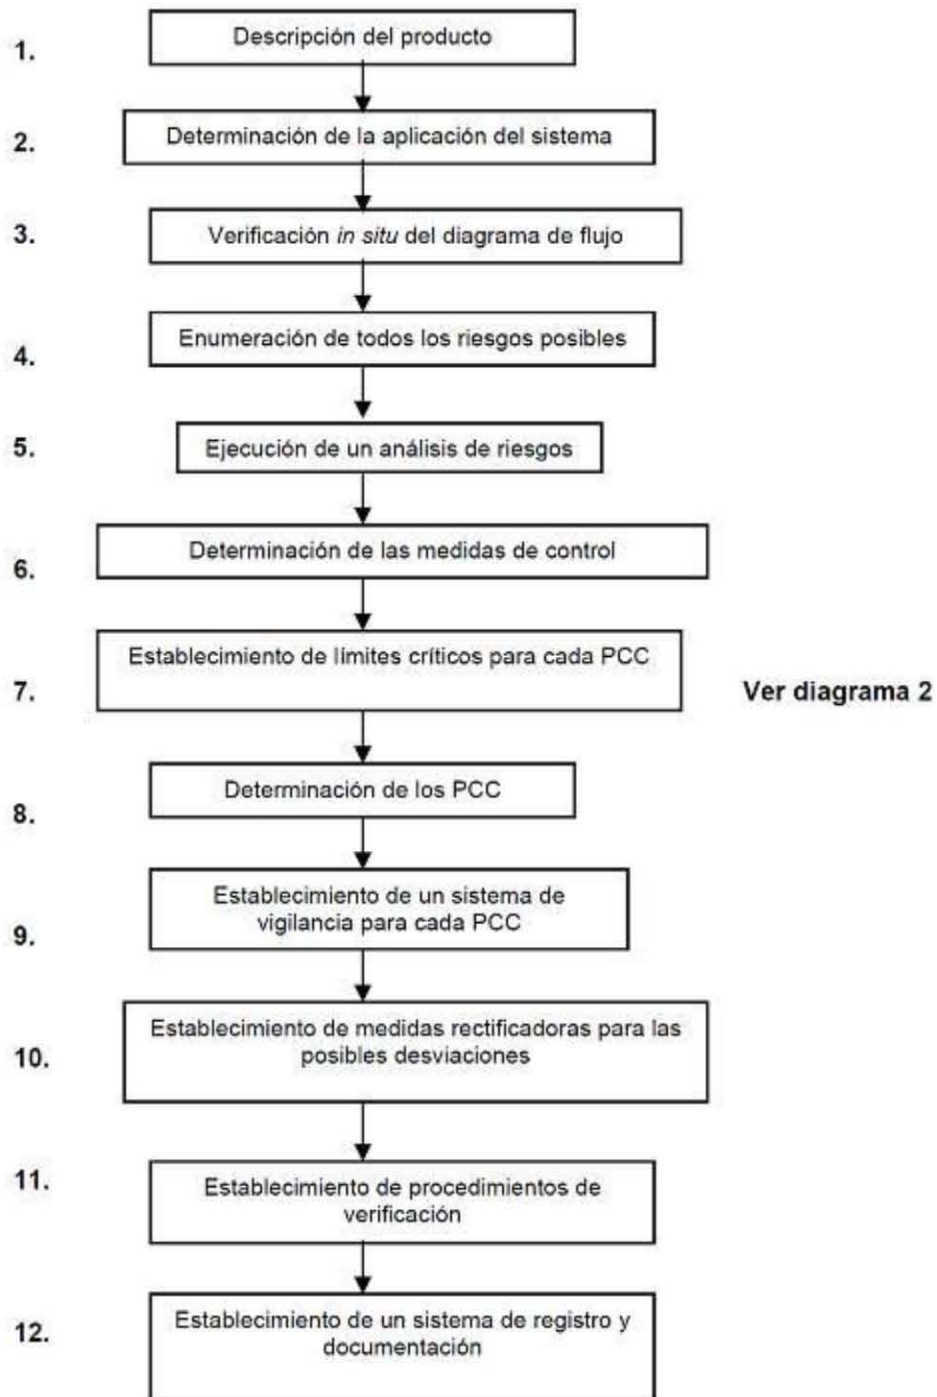 1. Descripción del producto
2. Determinación de la aplicación del sistema
3. Verificación in situ del diagrama de flujo
4. Enumeración de todos los riesgos posibles
5. Ejecución de un análisis de riesgos
6. Determinación de las medidas de control
7. Establecimiento de límites críticos para cada PCC
Ver diagrama 2
8. Determinación de los PCC
9. Establecimiento de un sistema de
vigilancia para cada PCC
10. Establecimiento de medidas rectificadoras para las
posibles desviaciones
11. Establecimiento de procedimientos de
verificación
12. Establecimiento de un sistema de registro y
documentación